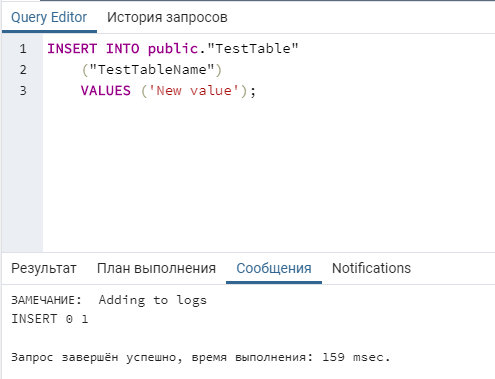 Query Editor История запросов
1 INSERT INTO public."TestTable"
2 ("TestTableName")
3 VALUES ('New value');
Результат План выполнения Сообщения Notifications
ЗАМЕЧАНИЕ: Adding to logs
INSERT 0 1
Запрос завершён успешно, время выполнения: 159 msec.